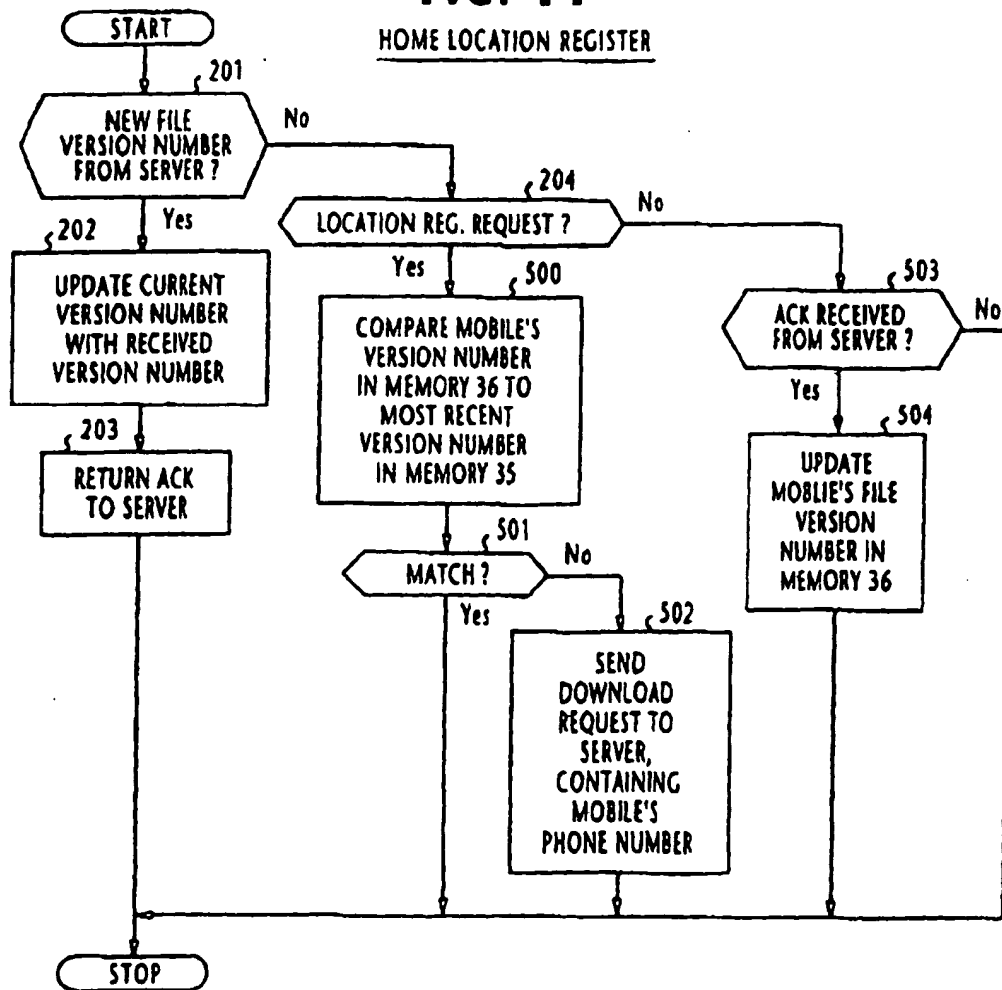 START
HOME LOCATION REGISTER
201
NEW FILE
VERSION NUMBER
FROM SERVER ?
No
Yes
204
LOCATION REG. REQUEST ?
No
Yes
202
UPDATE CURRENT
VERSION NUMBER
WITH RECEIVED
VERSION NUMBER
203
RETURN ACK
TO SERVER
500
COMPARE MOBILE'S
VERSION NUMBER
IN MEMORY 36 TO
MOST RECENT
VERSION NUMBER
IN MEMORY 35
501
MATCH ?
No
Yes
502
SEND
DOWNLOAD
REQUEST TO
SERVER,
CONTAINING
MOBILE'S
PHONE NUMBER
503
ACK RECEIVED
FROM SERVER ?
No
Yes
504
UPDATE
MOBLIE'S FILE
VERSION
NUMBER IN
MEMORY 36
STOP